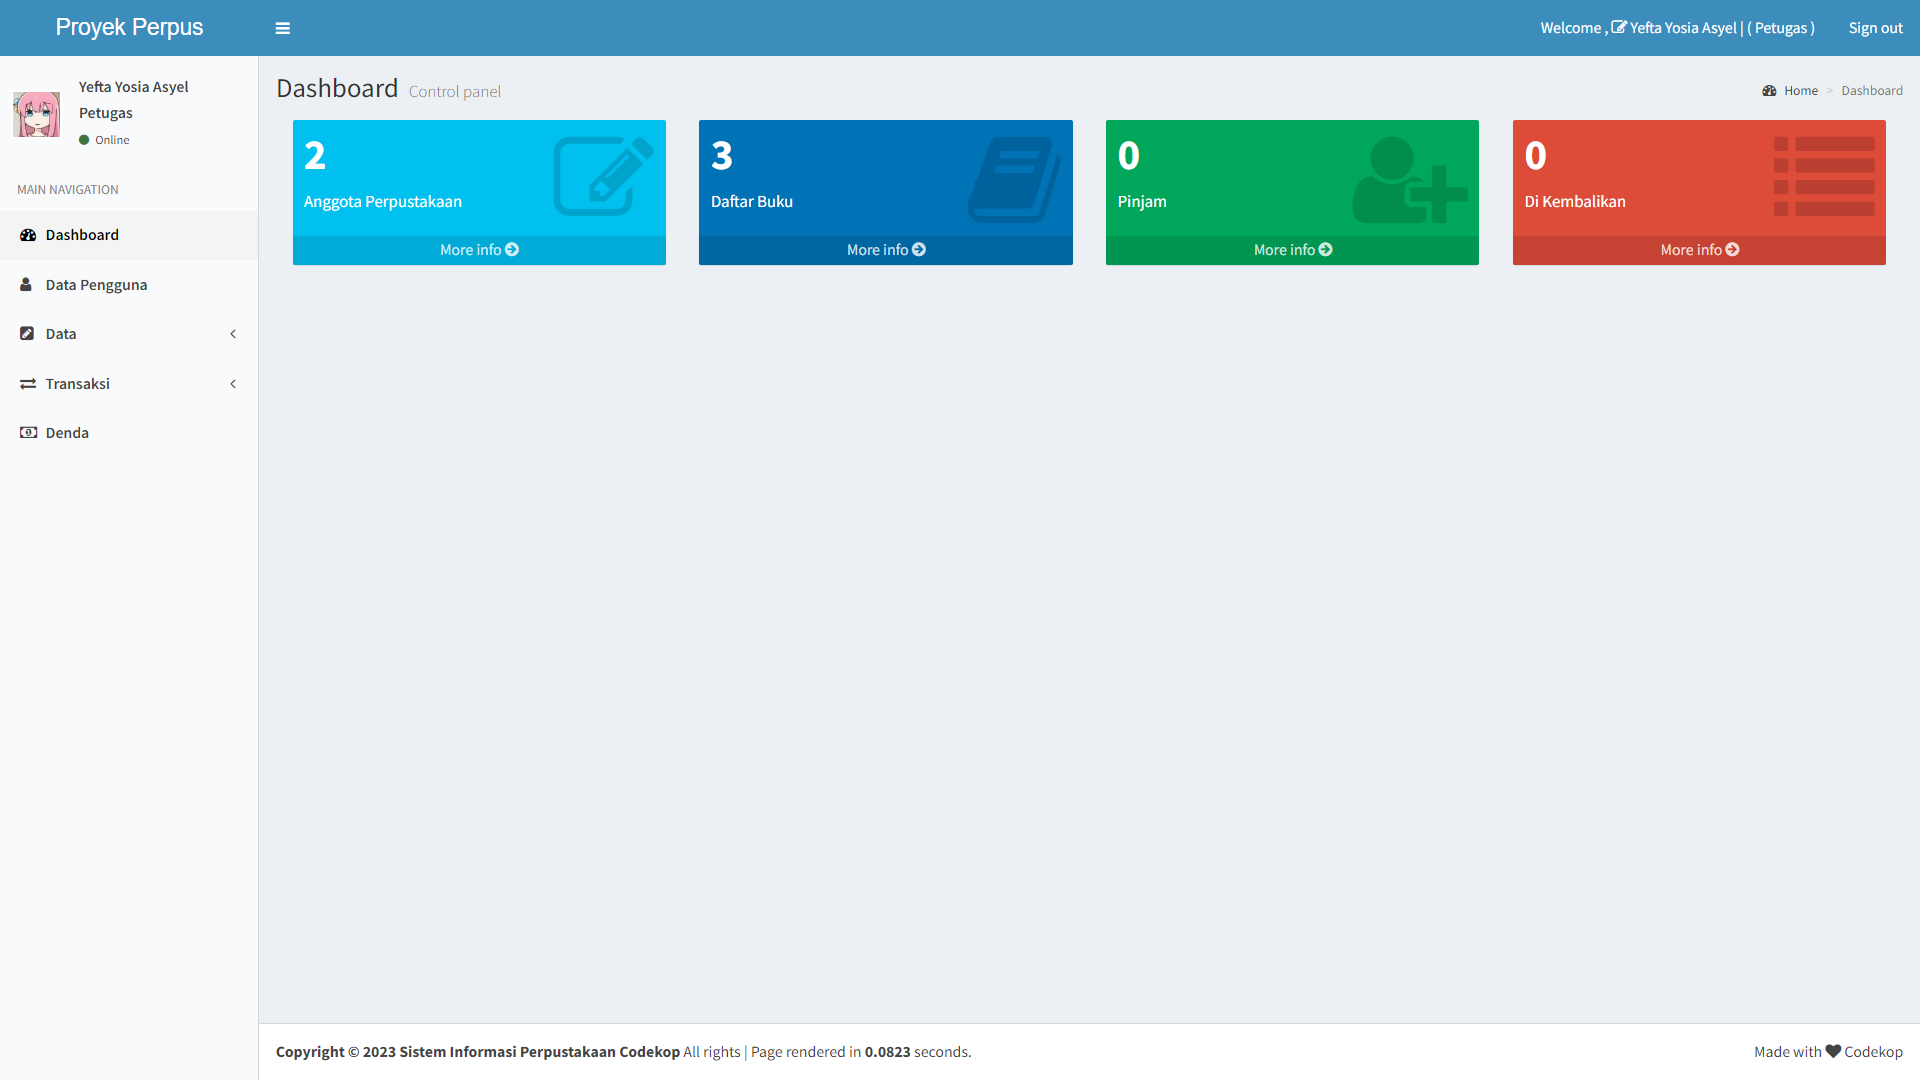 Proyek Perpus
Welcome , Yefta Yosia Asyel | ( Petugas )
Sign out
Yefta Yosia Asyel
Petugas
Online
MAIN NAVIGATION
Dashboard
Data Pengguna
Data
Transaksi
Denda
Dashboard Control panel
Home > Dashboard
2
Anggota Perpustakaan
More info
3
Daftar Buku
More info
0
Pinjam
More info
0
Di Kembalikan
More info
Copyright © 2023 Sistem Informasi Perpustakaan Codekop All rights | Page rendered in 0.0823 seconds.
Made with Codekop